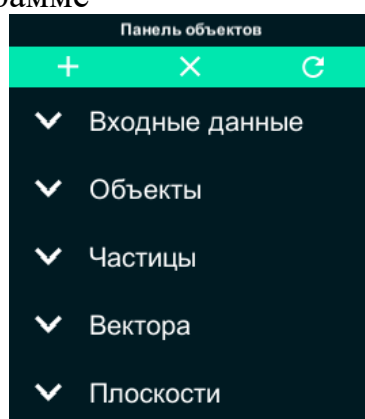 Панель объектов
Входные данные
Объекты
Частицы
Вектора
Плоскости